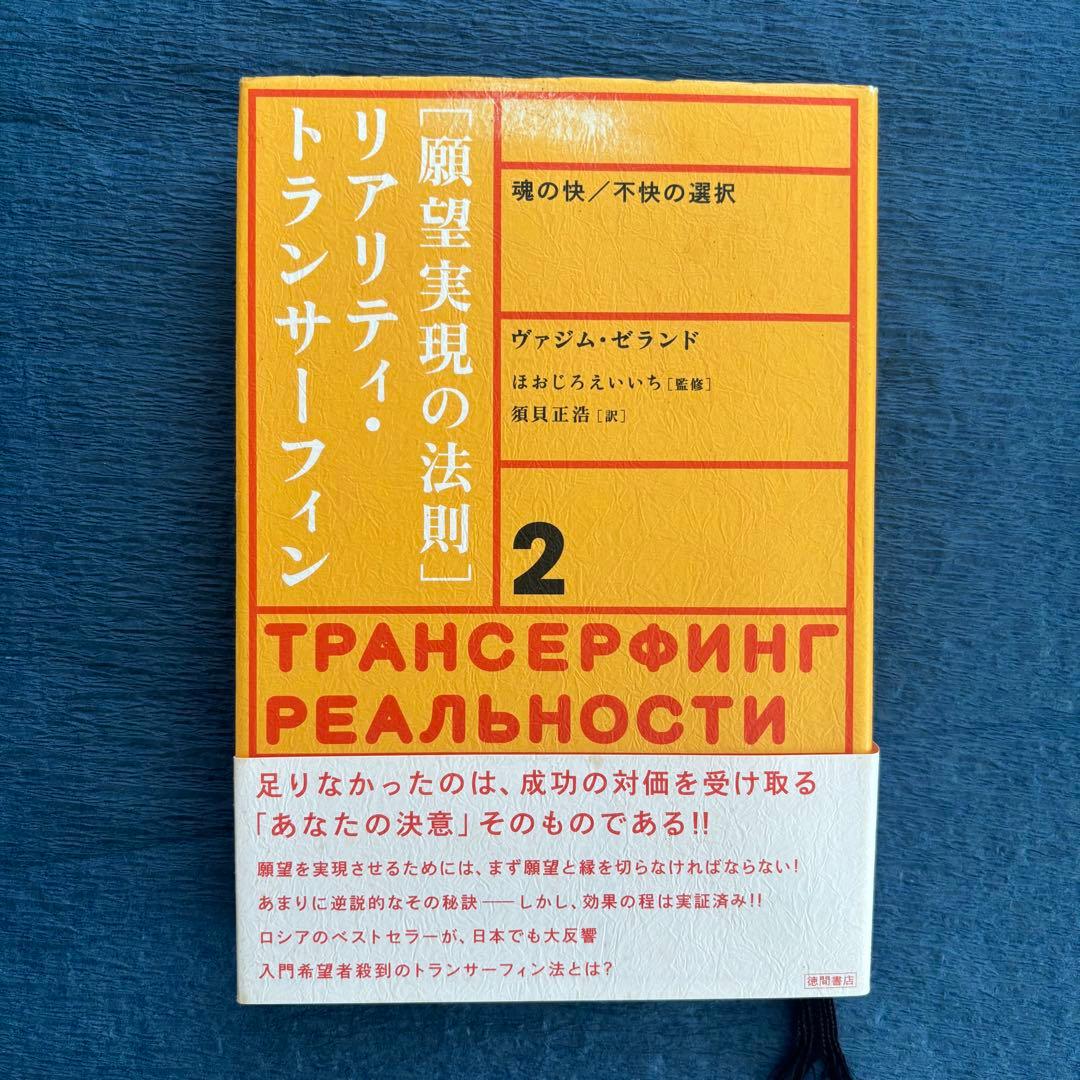 [願望実現の法則]
リアリティ・
トランサーフィン
魂の快／不快の選択
ヴァジム・ゼランド
ほおじろえいいち[監修]
須貝正浩[訳]
2
ТРАНСЕРФИНГ
РЕАЛЬНОСТИ
足りなかったのは、成功の対価を受け取る
「あなたの決意」そのものである!!
願望を実現させるためには、まず願望と縁を切らなければならない!
あまりに逆説的なその秘訣――しかし、効果の程は実証済み!!
ロシアのベストセラーが、日本でも大反響
入門希望者殺到のトランサーフィン法とは?
徳間書店